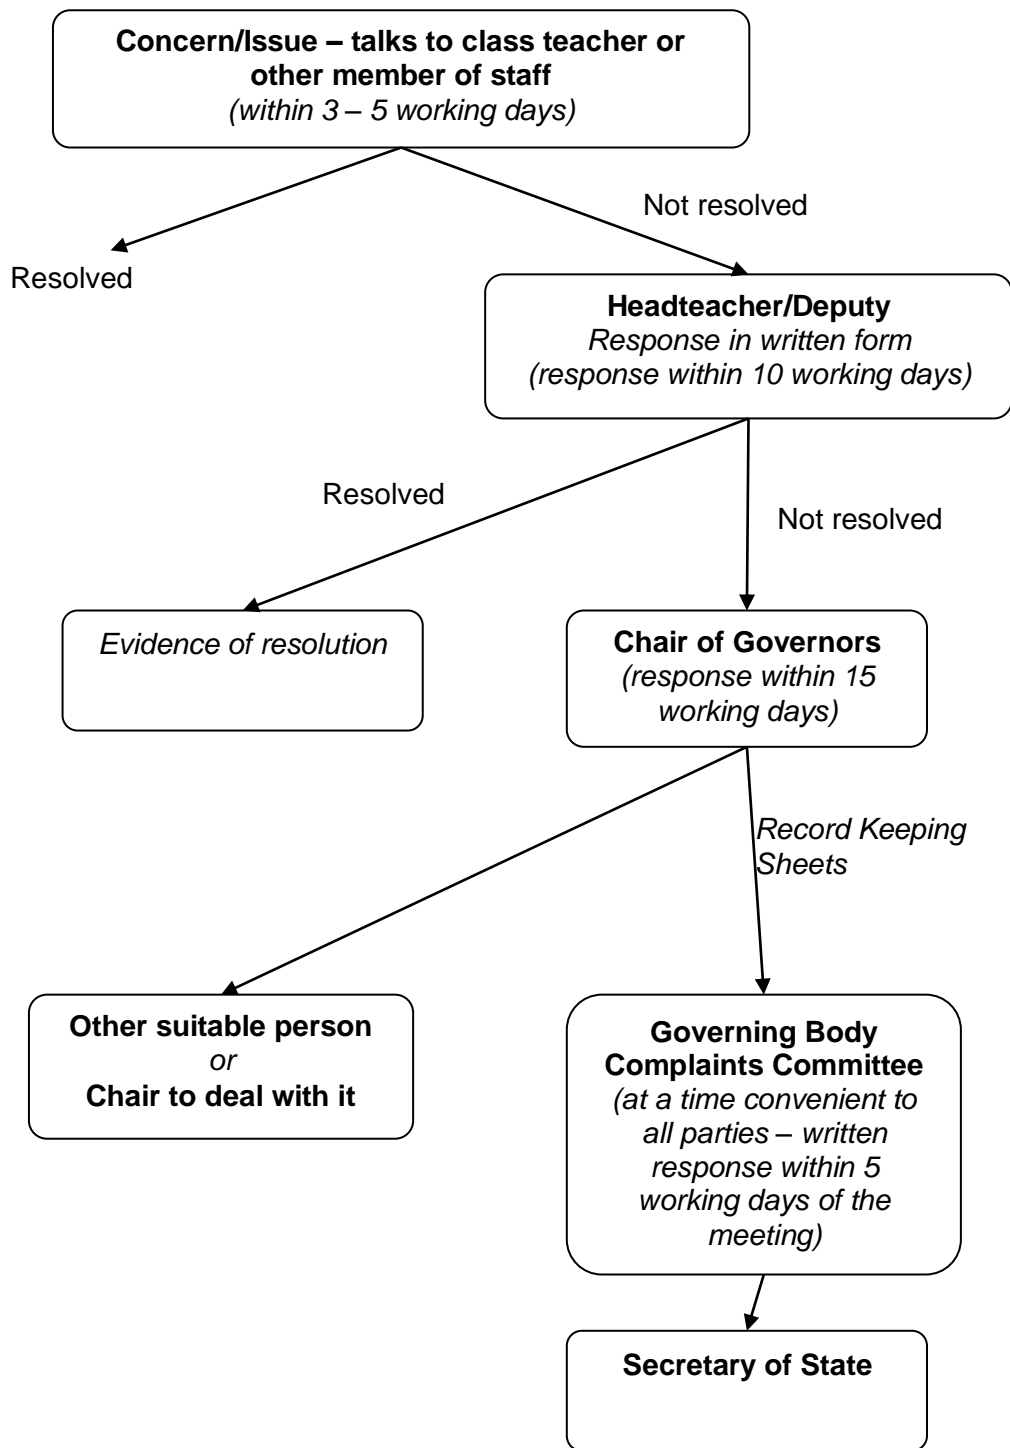 Concern/Issue – talks to class teacher or
other member of staff
(within 3 – 5 working days)
Not resolved
Resolved
Headteacher/Deputy
Response in written form
(response within 10 working days)
Resolved
Not resolved
Evidence of resolution
Chair of Governors
(response within 15
working days)
Record Keeping
Sheets
Other suitable person
or
Chair to deal with it
Governing Body
Complaints Committee
(at a time convenient to
all parties – written
response within 5
working days of the
meeting)
Secretary of State